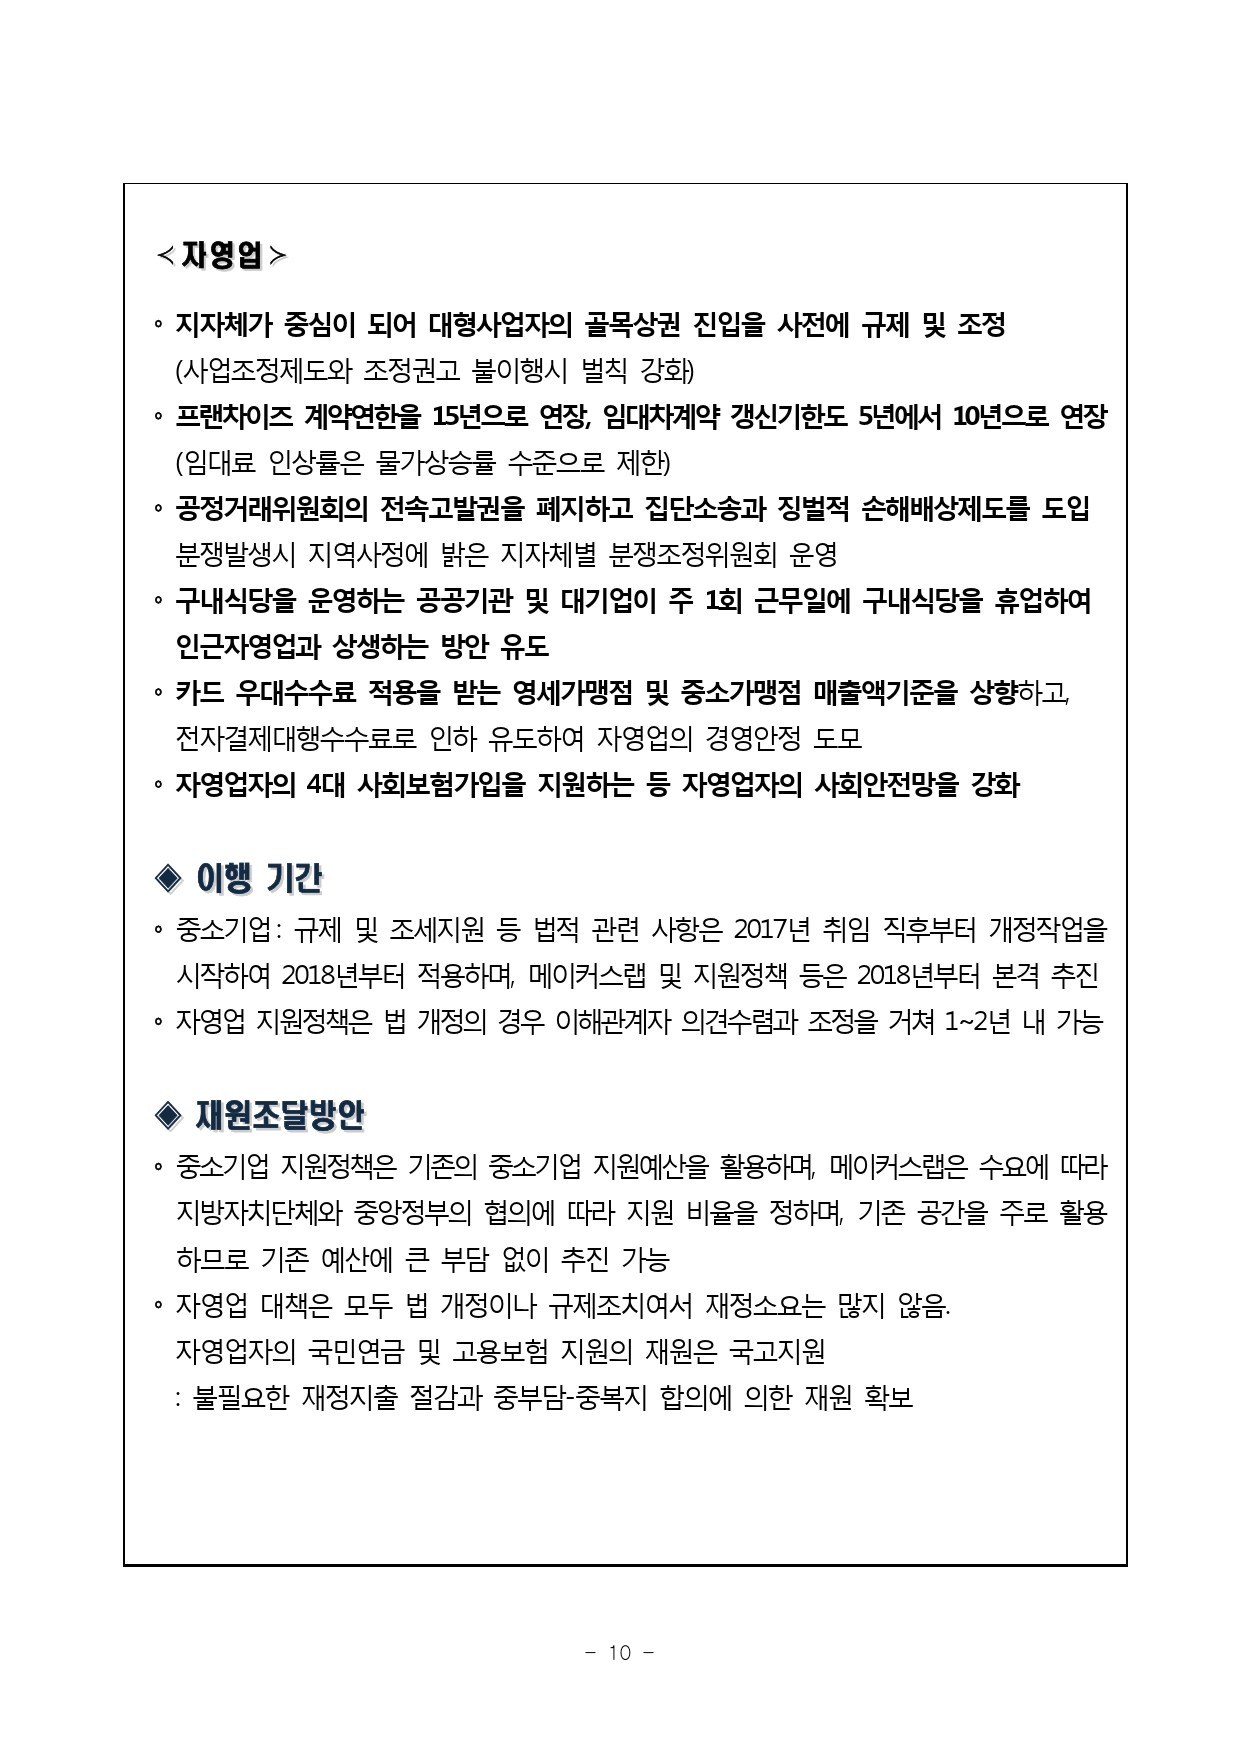 <자영업>
∘ 지자체가 중심이 되어 대형사업자의 골목상권 진입을 사전에 규제 및 조정
(사업조정제도와 조정권고 불이행시 벌칙 강화)
∘ 프랜차이즈 계약연한을 15년으로 연장, 임대차계약 갱신기한도 5년에서 10년으로 연장
(임대료 인상률은 물가상승률 수준으로 제한)
∘ 공정거래위원회의 전속고발권을 폐지하고 집단소송과 징벌적 손해배상제도를 도입
분쟁발생시 지역사정에 밝은 지자체별 분쟁조정위원회 운영
∘ 구내식당을 운영하는 공공기관 및 대기업이 주 1회 근무일에 구내식당을 휴업하여
인근자영업과 상생하는 방안 유도
∘ 카드 우대수수료 적용을 받는 영세가맹점 및 중소가맹점 매출액기준을 상향하고,
전자결제대행수수료로 인하 유도하여 자영업의 경영안정 도모
∘ 자영업자의 4대 사회보험가입을 지원하는 등 자영업자의 사회안전망을 강화
◈ 이행 기간
∘ 중소기업: 규제 및 조세지원 등 법적 관련 사항은 2017년 취임 직후부터 개정작업을
시작하여 2018년부터 적용하며, 메이커스랩 및 지원정책 등은 2018년부터 본격 추진
∘ 자영업 지원정책은 법 개정의 경우 이해관계자 의견수렴과 조정을 거쳐 1~2년 내 가능
◈ 재원조달방안
∘ 중소기업 지원정책은 기존의 중소기업 지원예산을 활용하며, 메이커스랩은 수요에 따라
지방자치단체와 중앙정부의 협의에 따라 지원 비율을 정하며, 기존 공간을 주로 활용
하므로 기존 예산에 큰 부담 없이 추진 가능
∘ 자영업 대책은 모두 법 개정이나 규제조치여서 재정소요는 많지 않음.
자영업자의 국민연금 및 고용보험 지원의 재원은 국고지원
: 불필요한 재정지출 절감과 중부담-중복지 합의에 의한 재원 확보
- 10 -